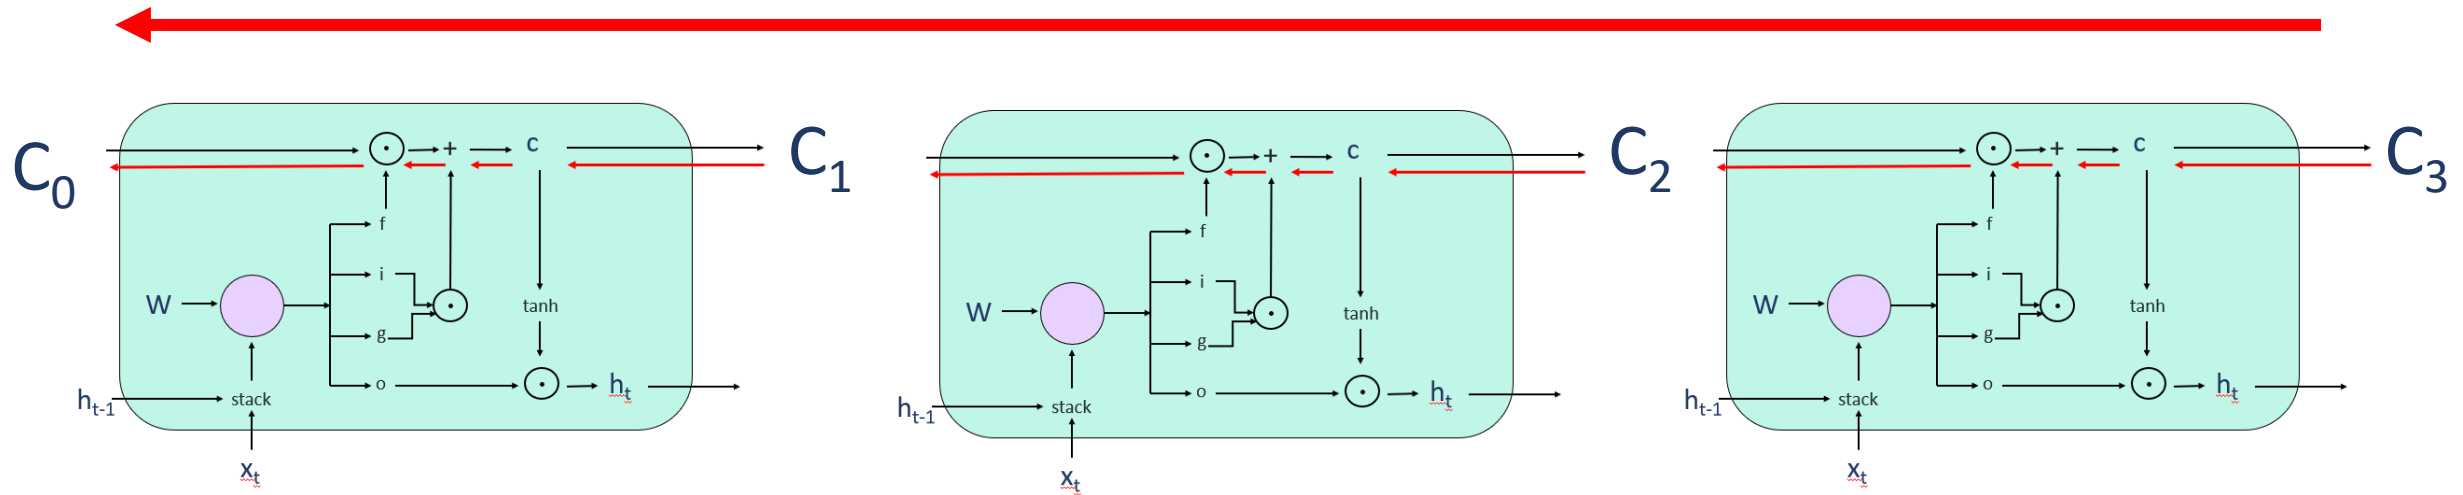 C0
C1
C2
C3
+ c
f
i
W
tanh
g
o
ht
ht-1
stack
xt
+ c
f
i
W
tanh
g
o
ht
ht-1
stack
xt
+ c
f
i
W
tanh
g
o
ht
ht-1
stack
xt